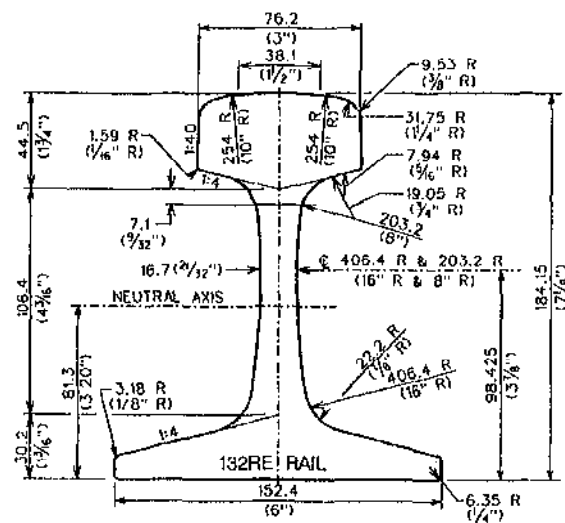 76.2
(3")
38.1
(1½")
9.53 R
(⅜" R)
31.75 R
(1¼" R)
7.94 R
(5⁄16" R)
19.05 R
(¾" R)
203.2
(8")
254 R
(10" R)
254 R
(10" R)
1:40
1.59 R
(1⁄16" R)
1:4
44.5
(1¾")
7.1
(9⁄32")
16.7 (21⁄32")
℄ 406.4 R & 203.2 R
(16" R & 8" R)
NEUTRAL AXIS
106.4
(4 3⁄16")
184.15
(7¼")
81.3
(3.20")
98.425
(3⅞")
22.2 R
(⅞" R)
406.4 R
(16" R)
3.18 R
(1/8" R)
1:4
30.2
(1 3⁄16")
132RE RAIL
152.4
(6")
6.35 R
(¼")